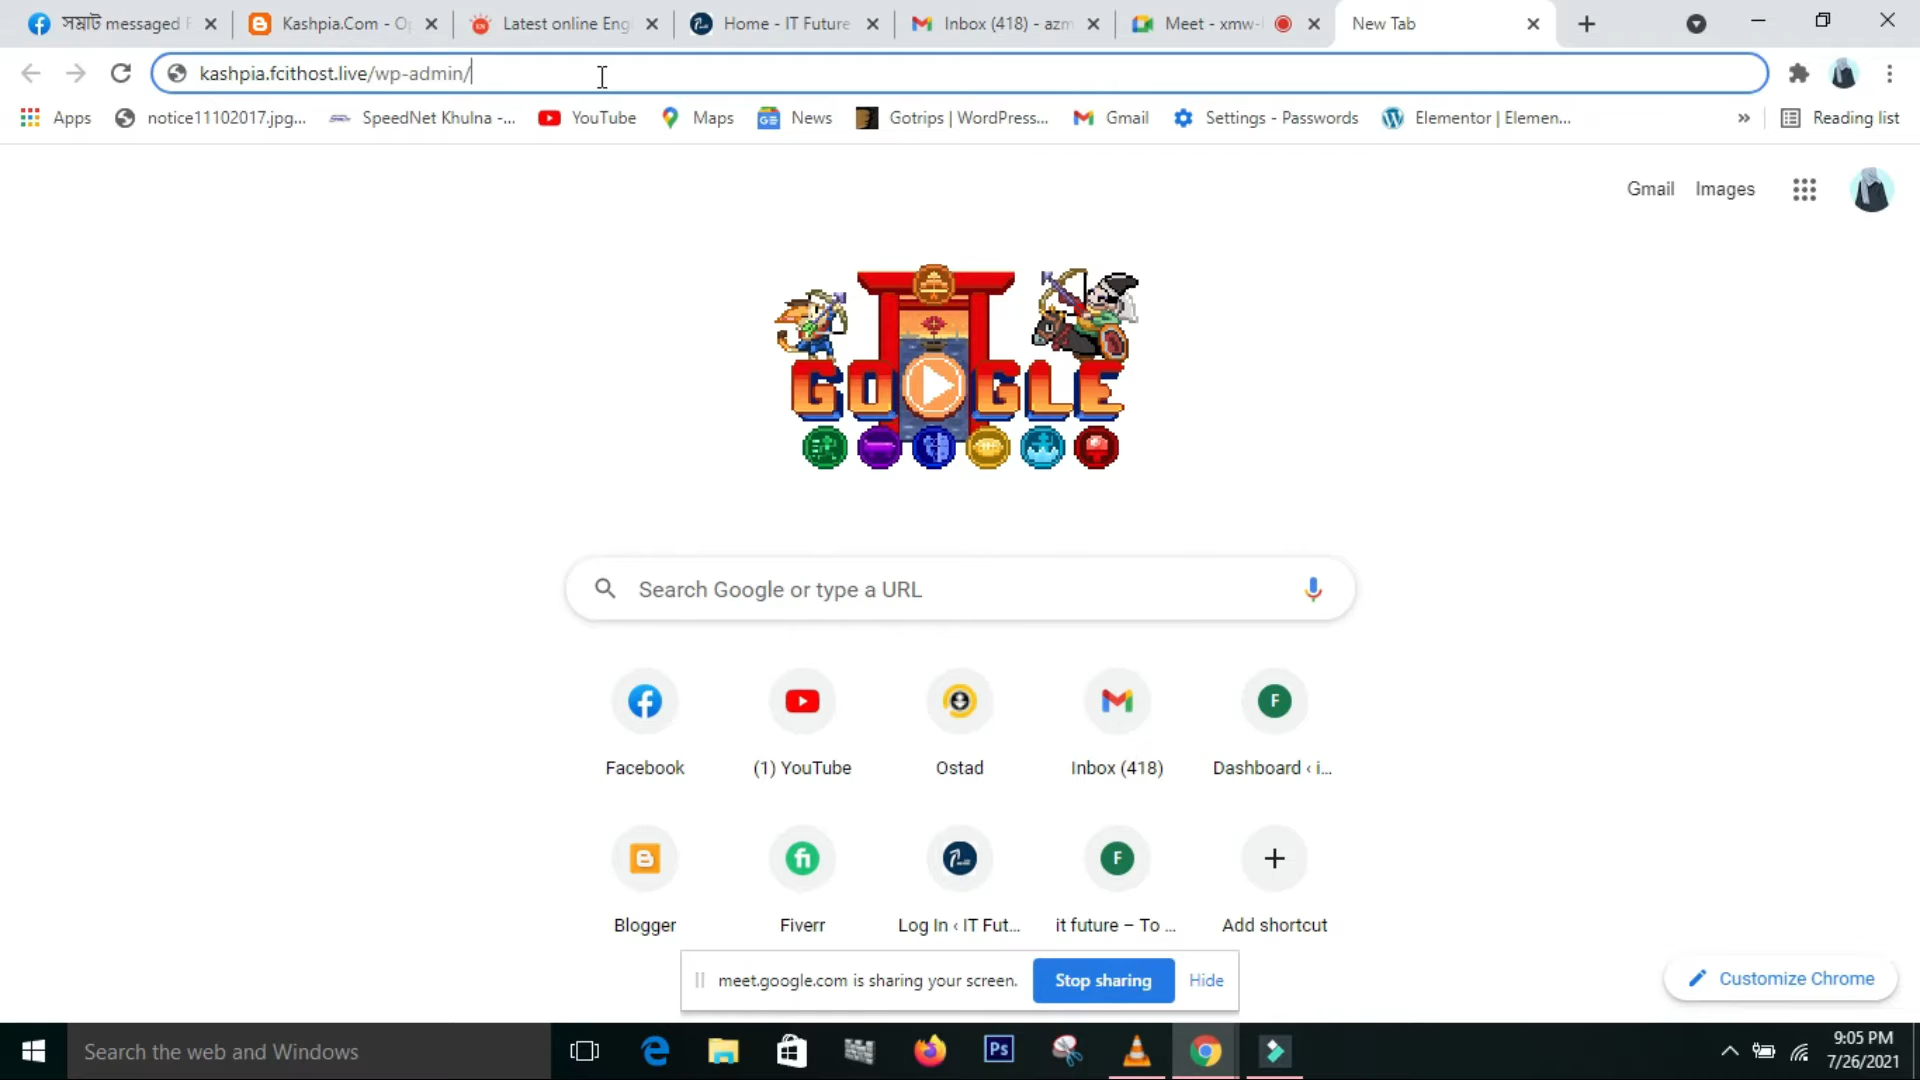 সম্রাট messaged
Kashpia.Com - Op
Latest online Eng
Home - IT Future
Inbox (418) - azm
Meet - xmw-
New Tab
kashpia.fcithost.live/wp-admin/
Apps
notice11102017.jpg...
SpeedNet Khulna -...
YouTube
Maps
News
Gotrips | WordPress...
Gmail
Settings - Passwords
Elementor | Elemen...
»
Reading list
Gmail
Images
GOOGLE
Search Google or type a URL
Facebook
(1) YouTube
Ostad
Inbox (418)
F
Dashboard ‹ i...
Blogger
fi
Fiverr
Log In ‹ IT Fut...
F
it future – To ...
Add shortcut
meet.google.com is sharing your screen.
Stop sharing
Hide
Customize Chrome
Search the web and Windows
Ps
9:05 PM
7/26/2021